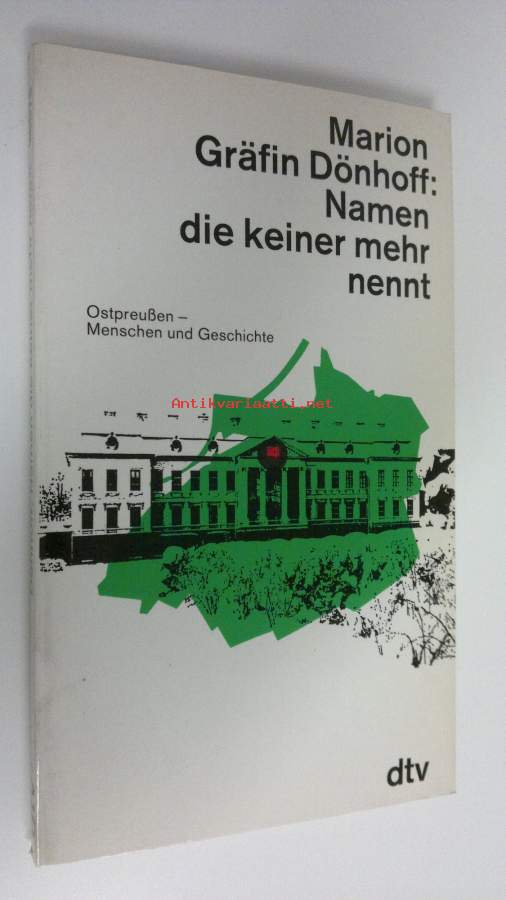 Marion
Gräfin Dönhoff:
Namen
die keiner mehr
nennt
Ostpreußen –
Menschen und Geschichte
Antikvariaatti.net
dtv